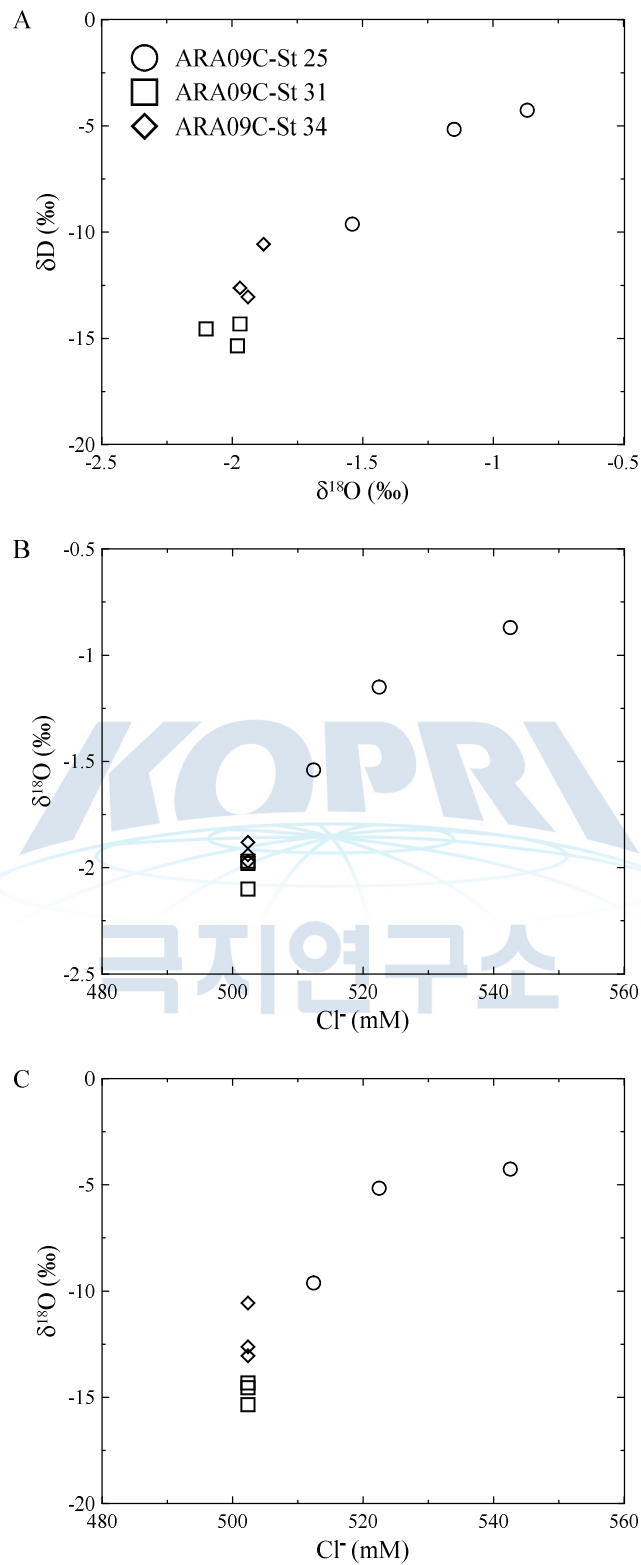 A
0
-5
-10
-15
-20
δD (‰)
ARA09C-St 25
ARA09C-St 31
ARA09C-St 34
-2.5 -2 -1.5 -1 -0.5
δ¹⁸O (‰)
B
-0.5
-1
-1.5
-2
-2.5
δ¹⁸O (‰)
KOPRI
극지연구소
480 500 520 540 560
Cl⁻ (mM)
C
0
-5
-10
-15
-20
δ¹⁸O (‰)
480 500 520 540 560
Cl⁻ (mM)